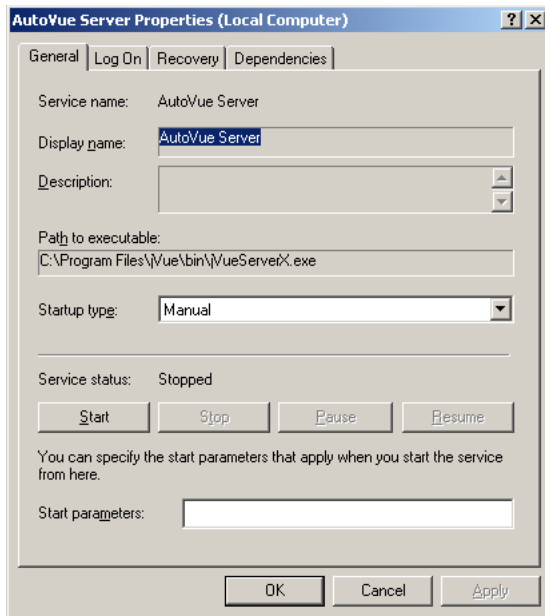 AutoVue Server Properties (Local Computer)
General Log On Recovery Dependencies
Service name: AutoVue Server
Display name: AutoVue Server
Description:
Path to executable:
C:\Program Files\jVue\bin\jVueServerX.exe
Startup type: Manual
Service status: Stopped
Start Stop Pause Resume
You can specify the start parameters that apply when you start the service
from here.
Start parameters:
OK Cancel Apply